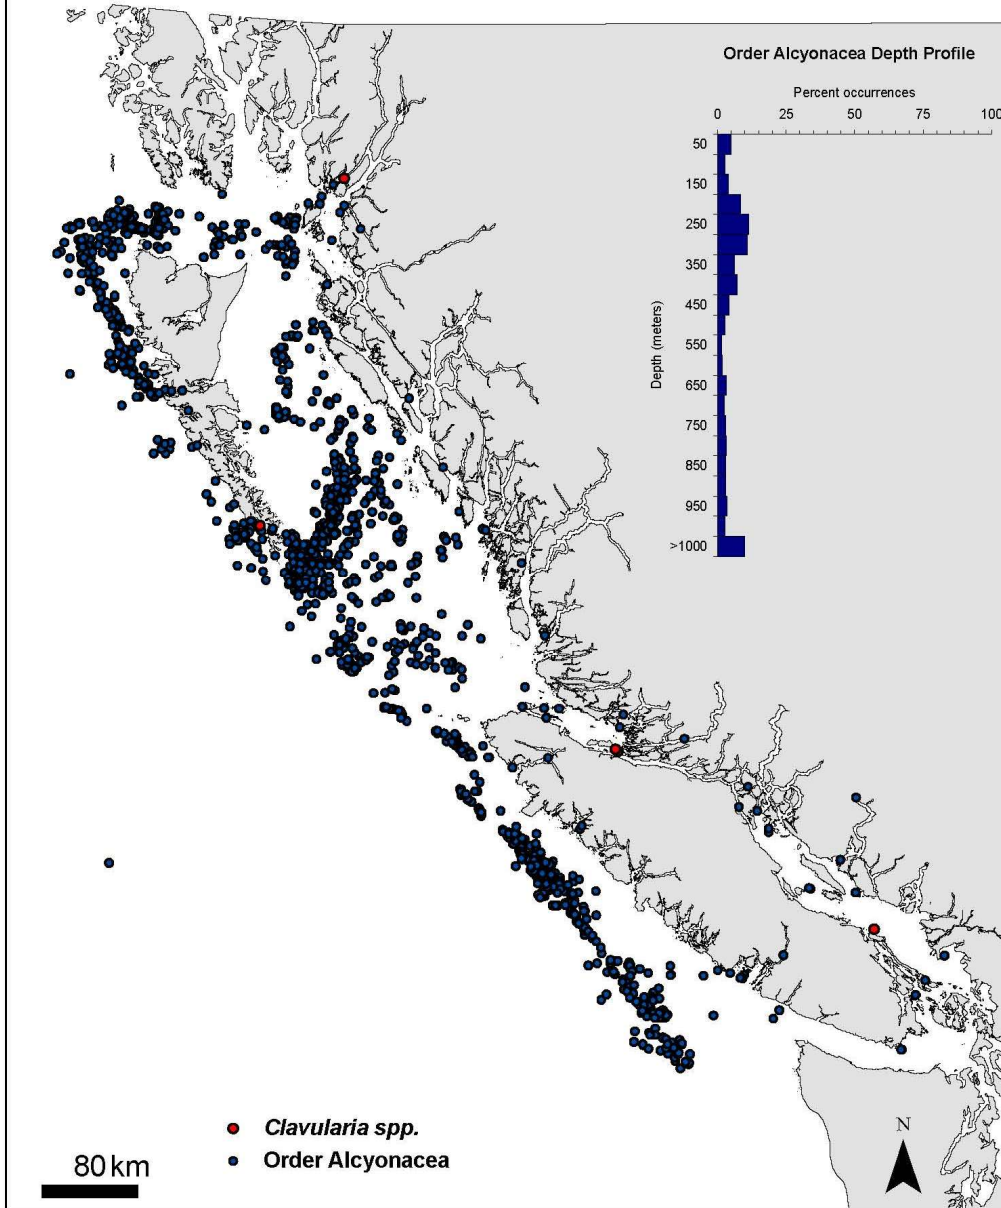 Order Alcyonacea Depth Profile
Percent occurrences
0 25 50 75 100
50
150
250
350
450
550
650
750
850
950
>1000
Depth (meters)
Clavularia spp.
Order Alcyonacea
80 km
N